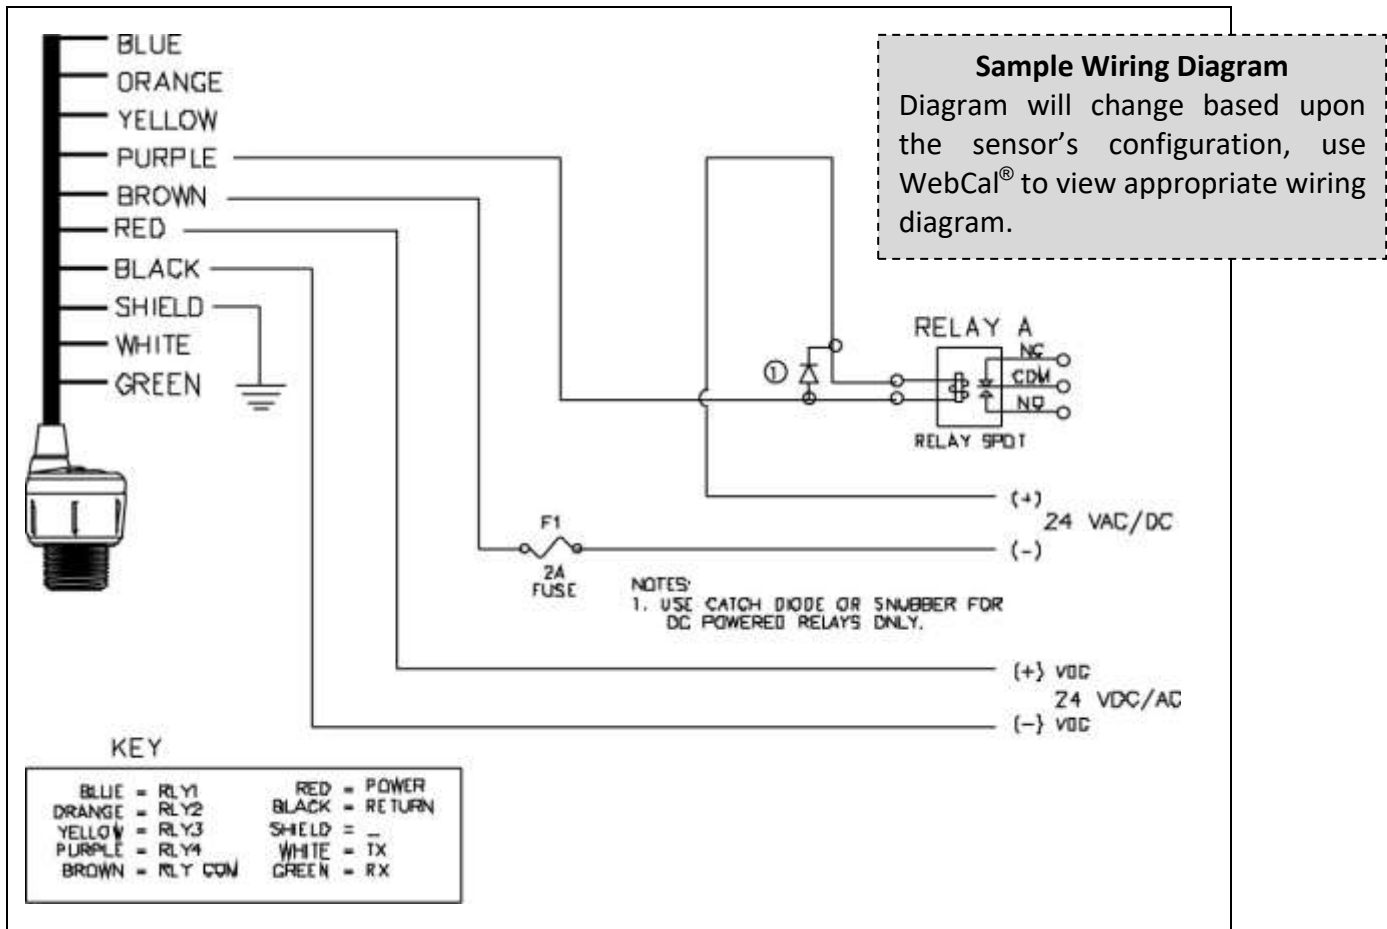 BLUE
ORANGE
YELLOW
PURPLE
BROWN
RED
BLACK
SHIELD
WHITE
GREEN
Sample Wiring Diagram
Diagram will change based upon
the sensor's configuration, use
WebCal® to view appropriate wiring
diagram.
RELAY A
NC
COM
NO
RELAY SPDT
1
(+)
24 VAC/DC
(-)
F1
2A
FUSE
NOTES:
1. USE CATCH DIODE OR SNUBBER FOR
DC POWERED RELAYS ONLY.
(+) VDC
24 VDC/AC
(-) VDC
KEY
BLUE = RLY1
ORANGE = RLY2
YELLOW = RLY3
PURPLE = RLY4
BROWN = RLY COM
RED = POWER
BLACK = RETURN
SHIELD = _
WHITE = TX
GREEN = RX